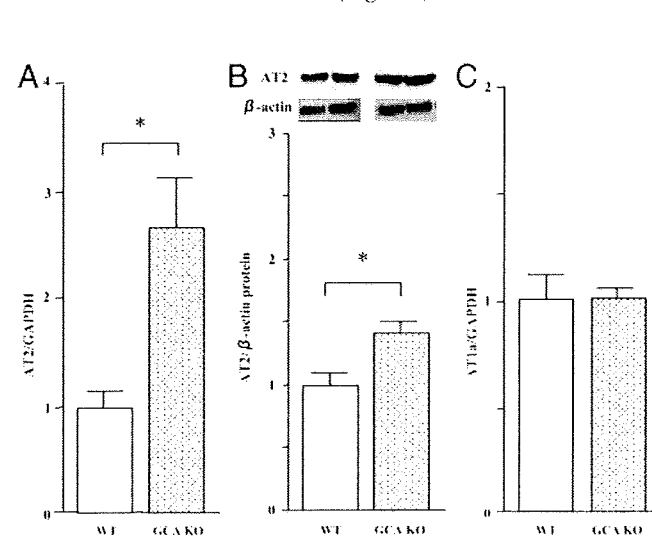 A
4
3
2
1
0
AT2/GAPDH
*
WT
GCA KO
B
AT2
β-actin
3
2
1
0
AT2/β-actin protein
*
WT
GCA KO
C
2
1
0
AT1a/GAPDH
WT
GCA KO